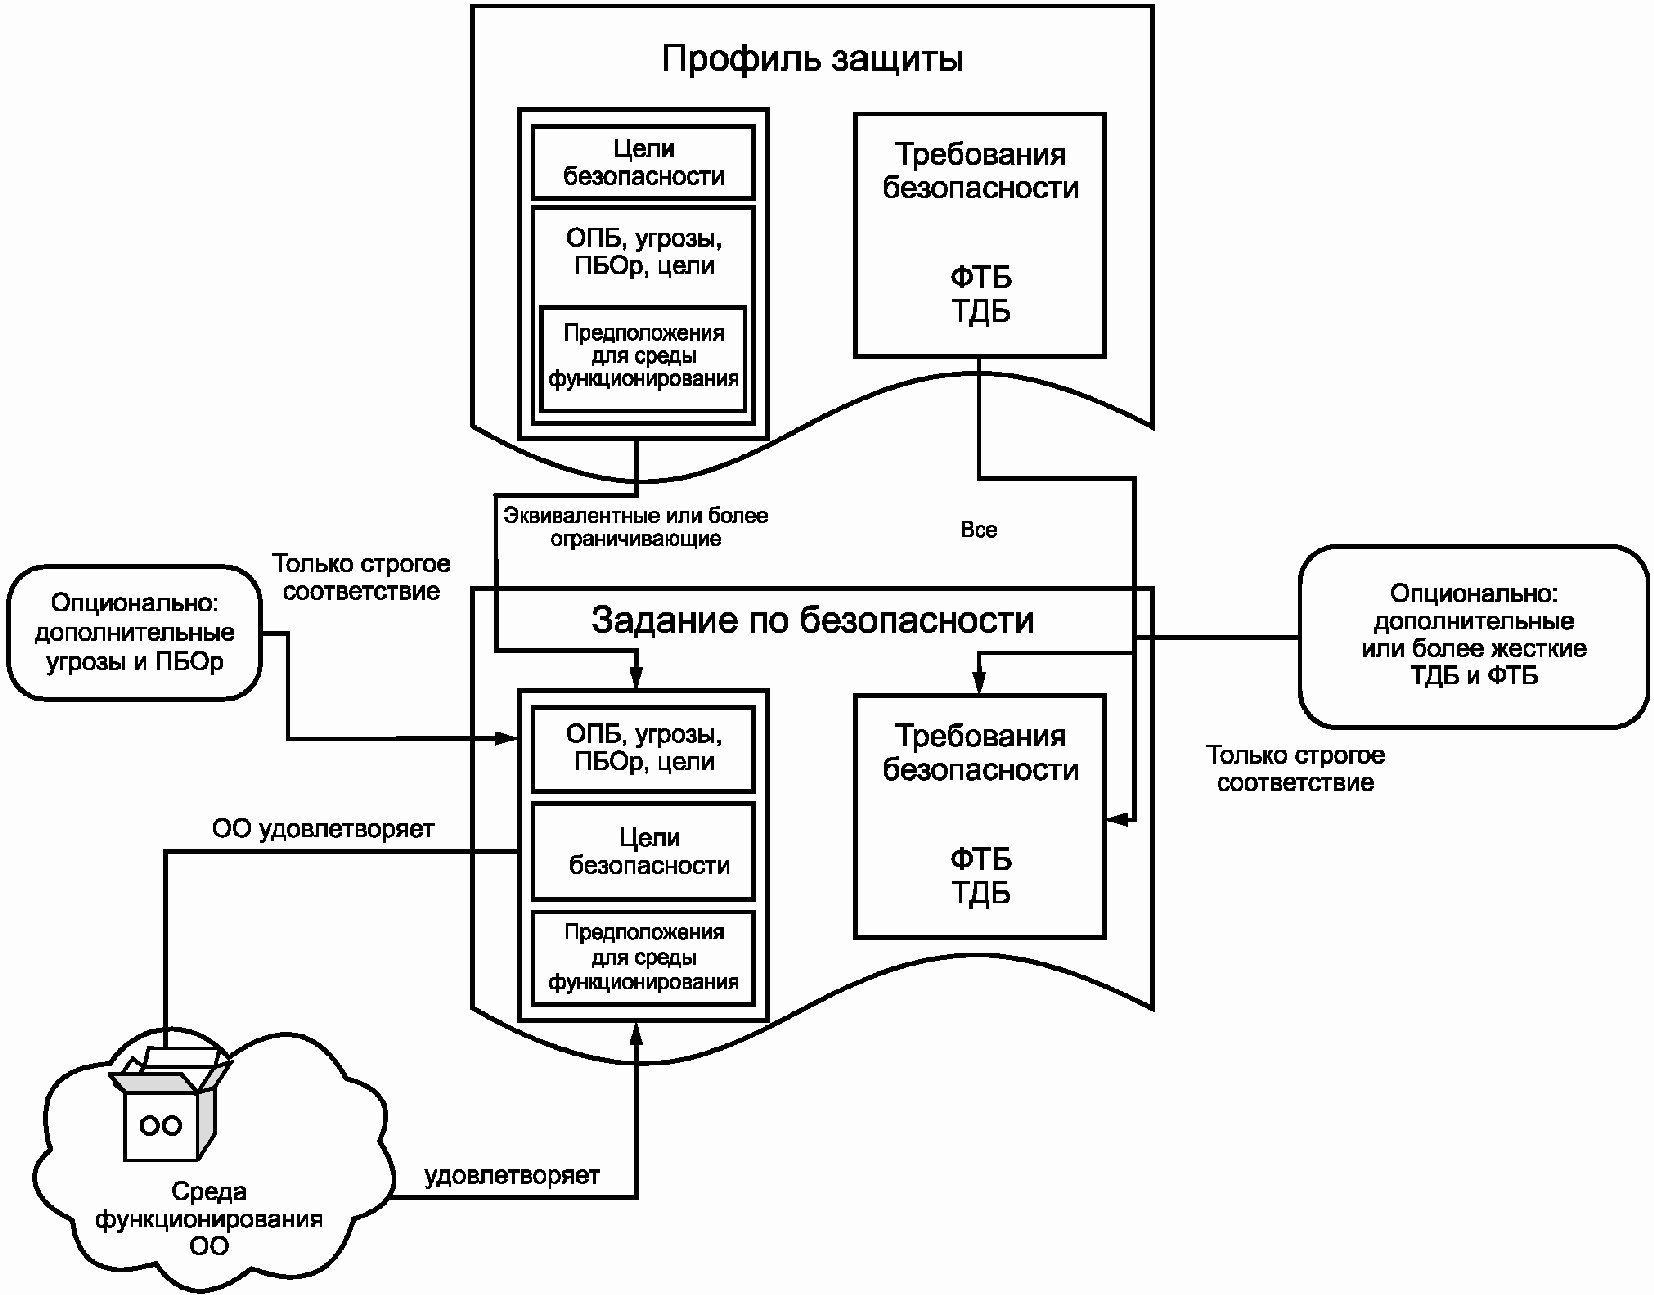 Профиль защиты
Цели
безопасности
ОПБ, угрозы,
ПБОр, цели
Предположения
для среды
функционирования
Требования
безопасности
ФТБ
ТДБ
Эквивалентные или более
ограничивающие
Все
Только строгое
соответствие
Опционально:
дополнительные
угрозы и ПБОр
Задание по безопасности
Опционально:
дополнительные
или более жесткие
ТДБ и ФТБ
Только строгое
соответствие
ОПБ, угрозы,
ПБОр, цели
Цели
безопасности
Предположения
для среды
функционирования
Требования
безопасности
ФТБ
ТДБ
ОО удовлетворяет
ОО
Среда
функционирования
ОО
удовлетворяет